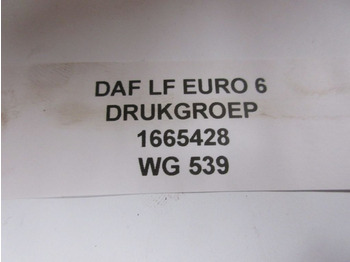 DAF LF EURO 6
DRUKGROEP
1665428
WG 539